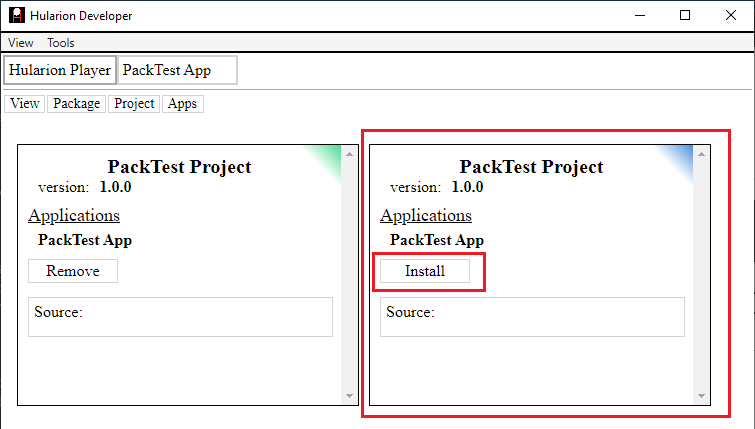 Hularion Developer
View Tools
Hularion Player PackTest App
View Package Project Apps
PackTest Project
version: 1.0.0
Applications
PackTest App
Remove
Source:
PackTest Project
version: 1.0.0
Applications
PackTest App
Install
Source: